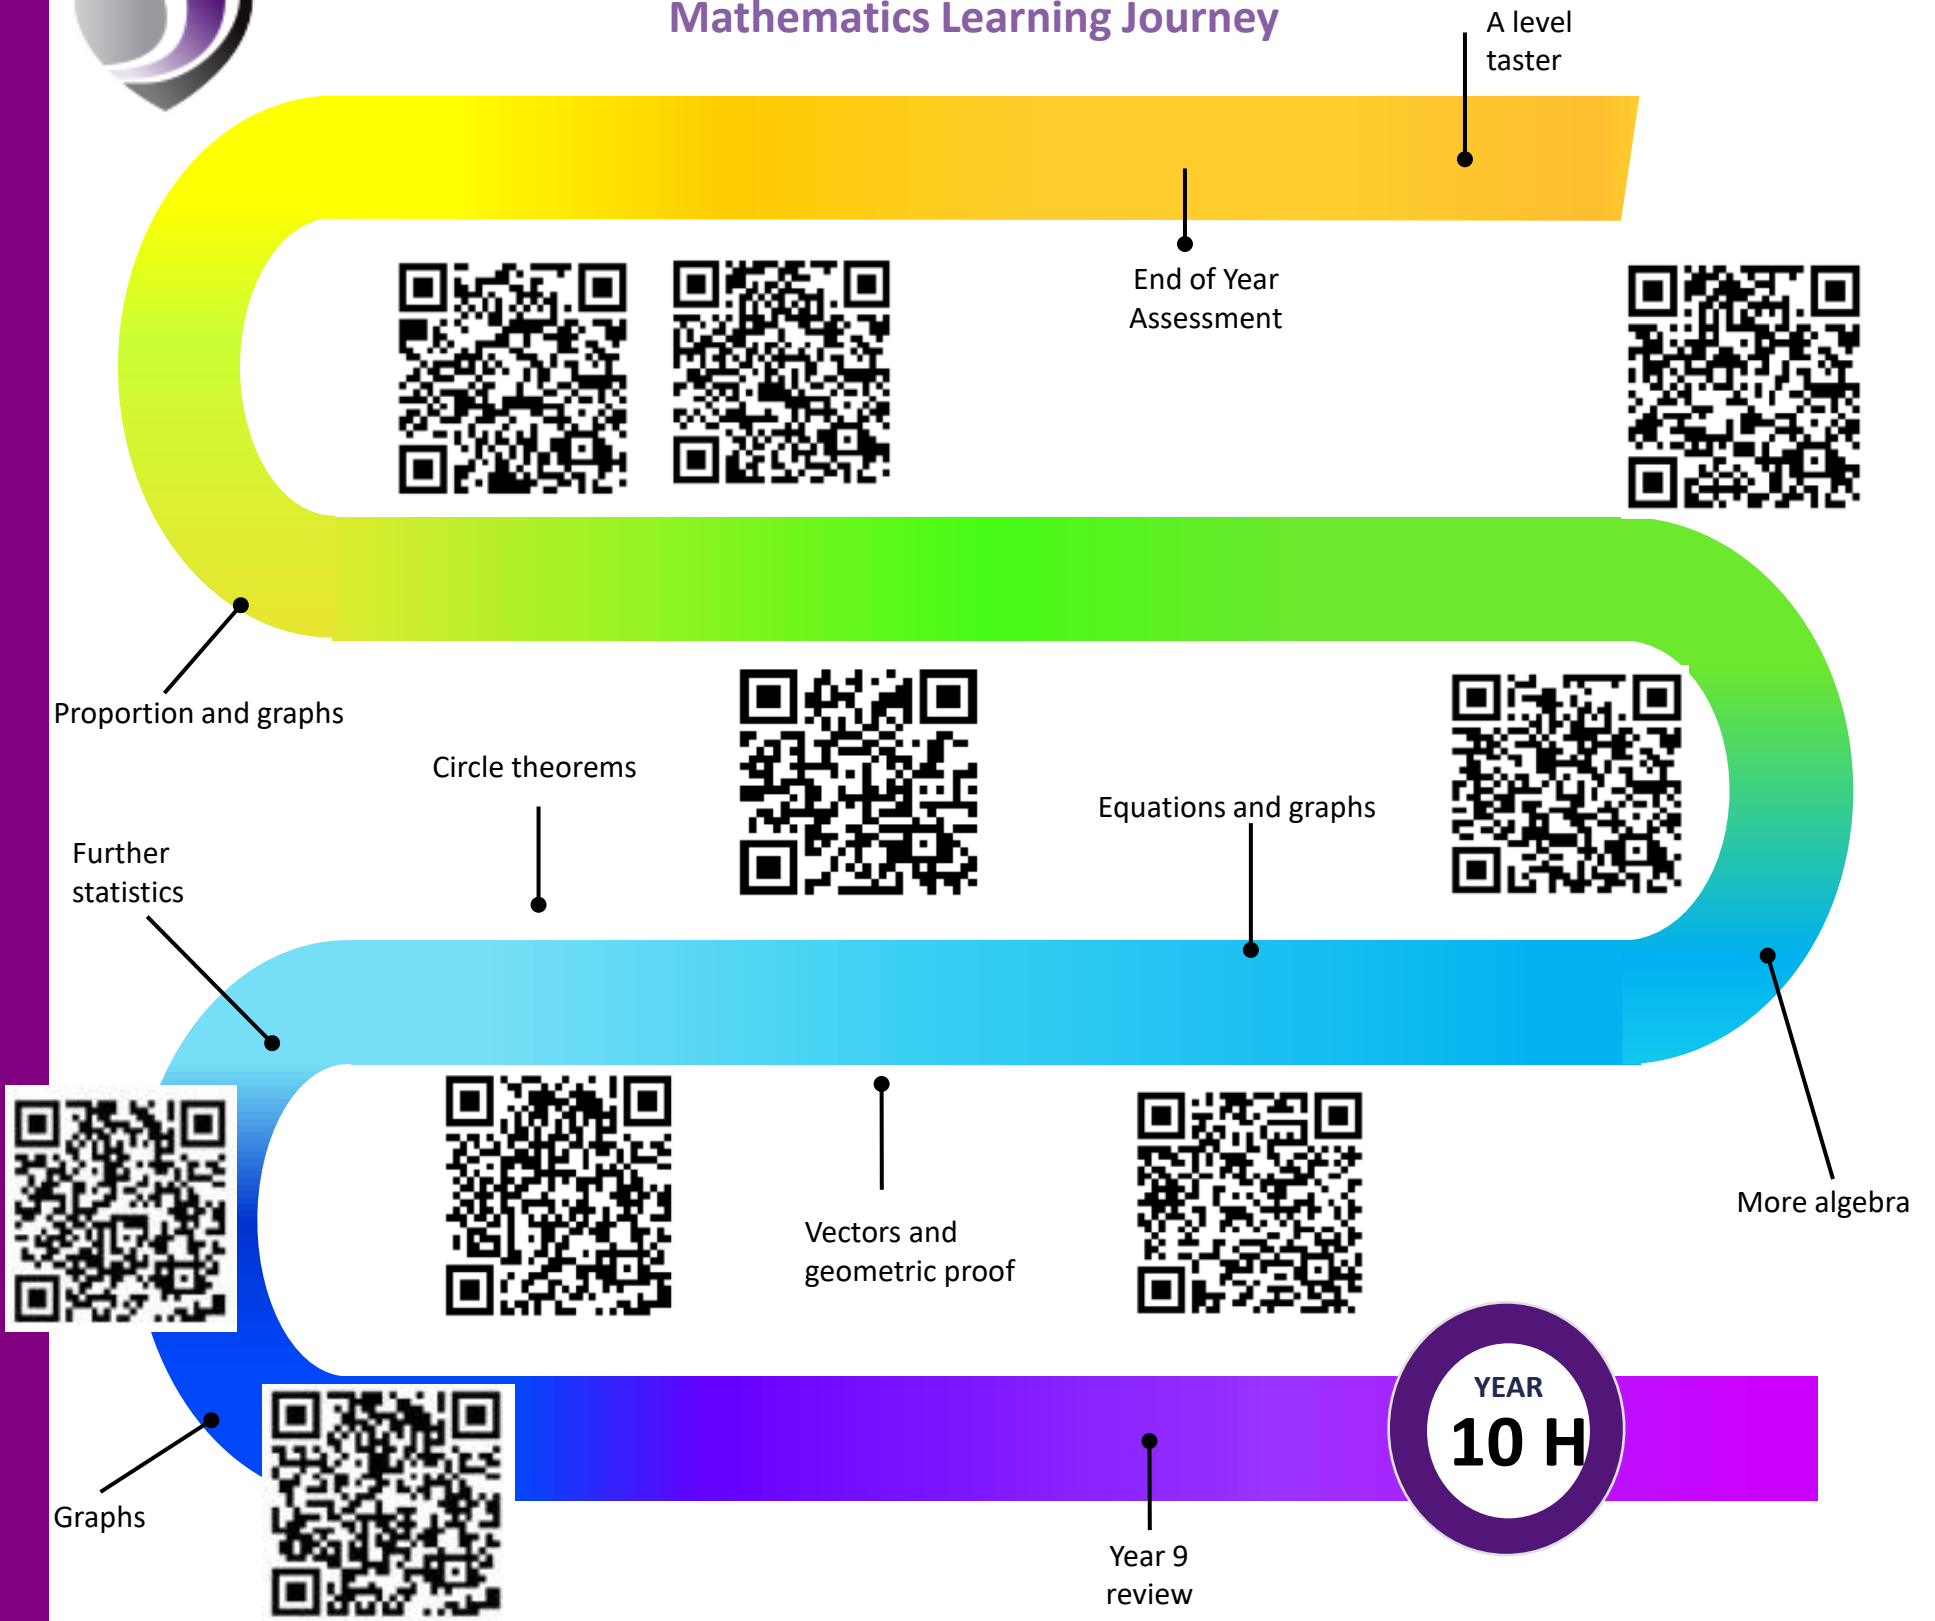 Mathematics Learning Journey
A level
taster
End of Year
Assessment
Proportion and graphs
Circle theorems
Equations and graphs
Further
statistics
Vectors and
geometric proof
More algebra
YEAR
10 H
Graphs
Year 9
review